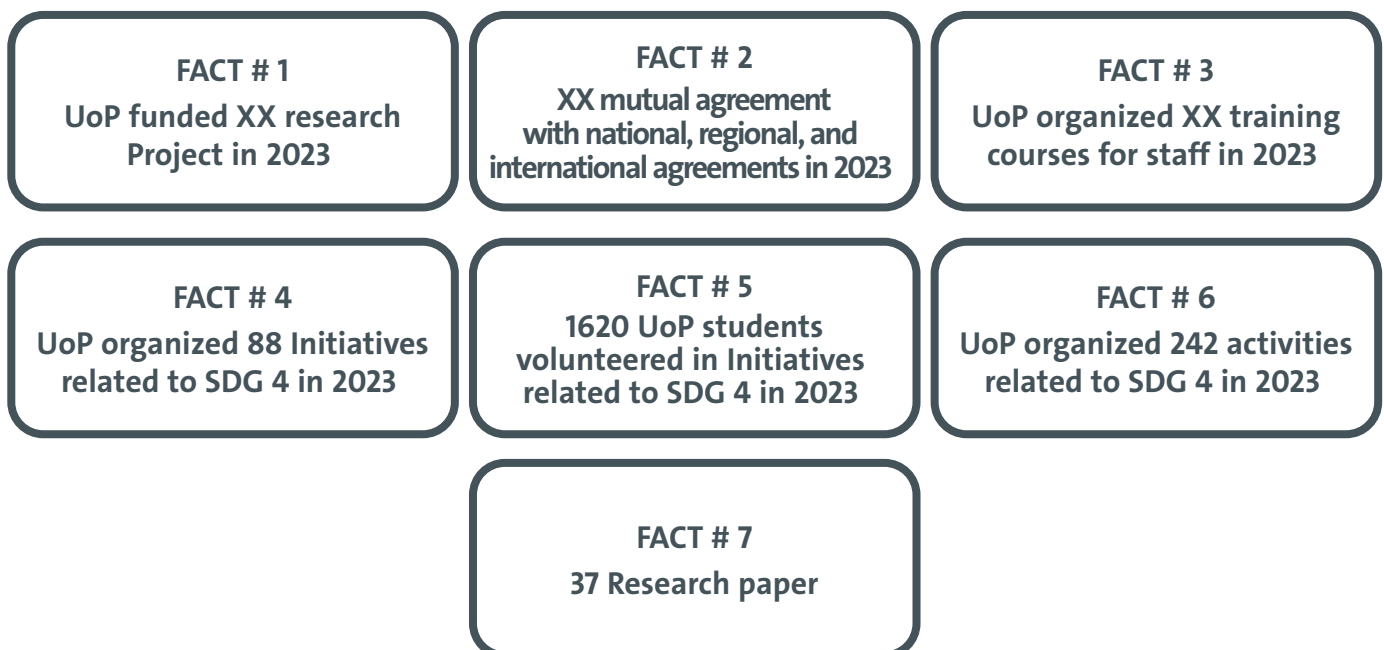 FACT # 1
UoP funded XX research
Project in 2023
FACT # 2
XX mutual agreement
with national, regional, and
international agreements in 2023
FACT # 3
UoP organized XX training
courses for staff in 2023
FACT # 4
UoP organized 88 Initiatives
related to SDG 4 in 2023
FACT # 5
1620 UoP students
volunteered in Initiatives
related to SDG 4 in 2023
FACT # 6
UoP organized 242 activities
related to SDG 4 in 2023
FACT # 7
37 Research paper